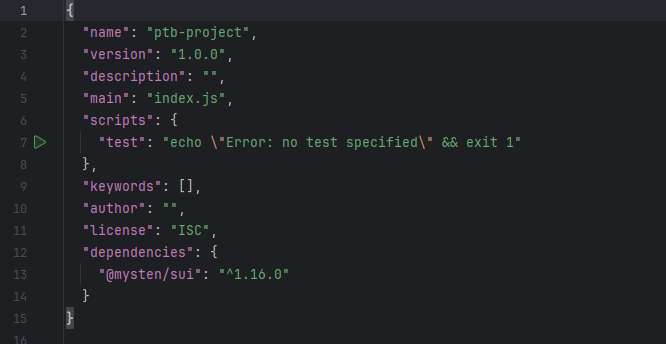 1 {
2 "name": "ptb-project",
3 "version": "1.0.0",
4 "description": "",
5 "main": "index.js",
6 "scripts": {
7 "test": "echo \"Error: no test specified\" && exit 1"
8 },
9 "keywords": [],
10 "author": "",
11 "license": "ISC",
12 "dependencies": {
13 "@mysten/sui": "^1.16.0"
14 }
15 }
16